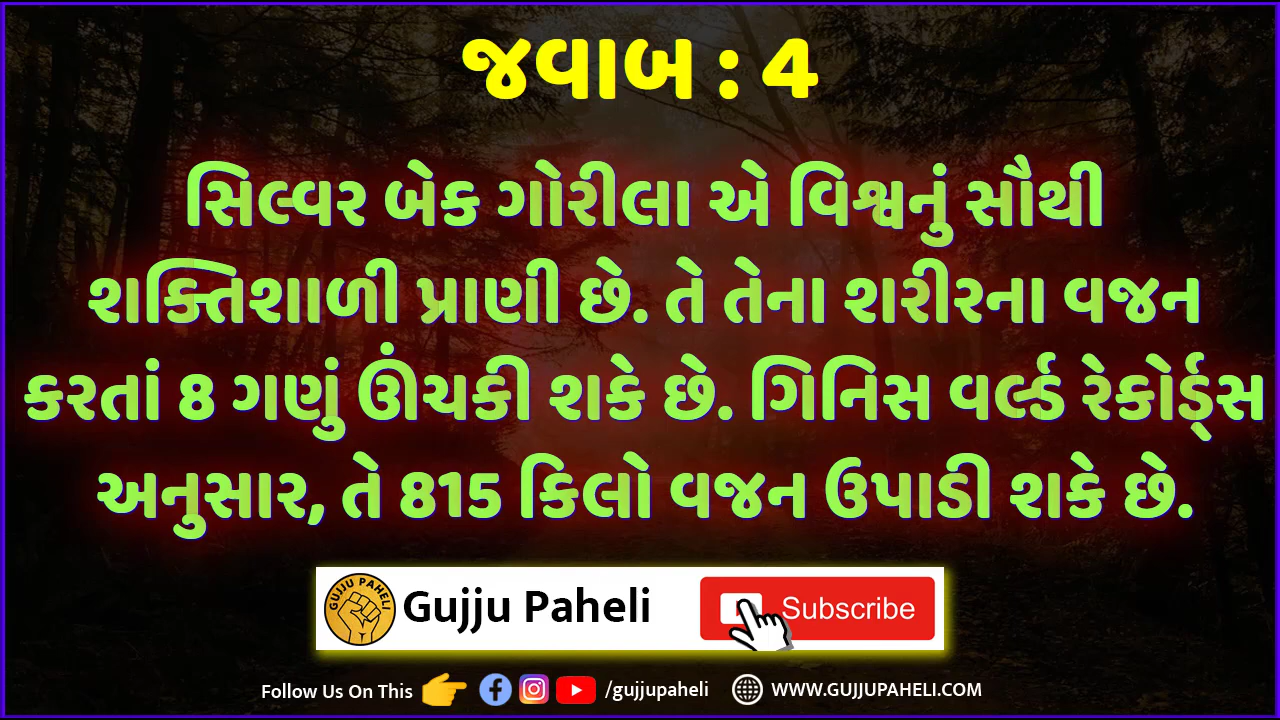 જવાબ : 4
સિલ્વર બેક ગોરીલા એ વિશ્વનું સૌથી
શક્તિશાળી પ્રાણી છે. તે તેના શરીરના વજન
કરતાં 8 ગણું ઊંચકી શકે છે. ગિનિસ વર્લ્ડ રેકોર્ડ્સ
અનુસાર, તે 815 કિલો વજન ઉપાડી શકે છે.
GUJJU PAHELI
Gujju Paheli
Subscribe
Follow Us On This
/gujjupaheli
WWW.GUJJUPAHELI.COM